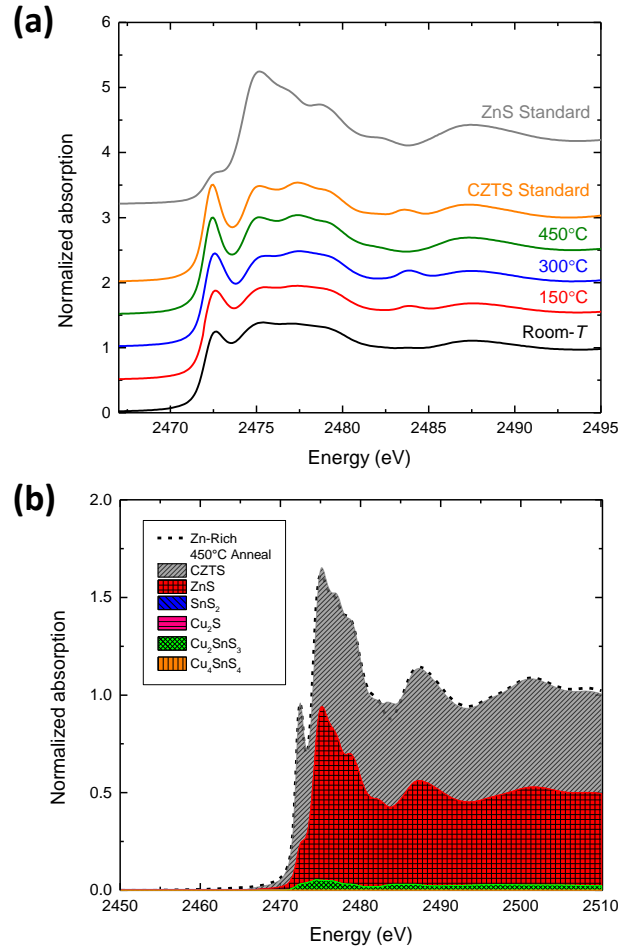 (a)
6
5
4
3
2
1
0
Normalized absorption
ZnS Standard
CZTS Standard
450°C
300°C
150°C
Room-T
2470 2475 2480 2485 2490 2495
Energy (eV)
(b)
2.0
1.5
1.0
0.5
0.0
Normalized absorption
Zn-Rich
450°C Anneal
CZTS
ZnS
SnS₂
Cu₂S
Cu₂SnS₃
Cu₄SnS₄
2450 2460 2470 2480 2490 2500 2510
Energy (eV)